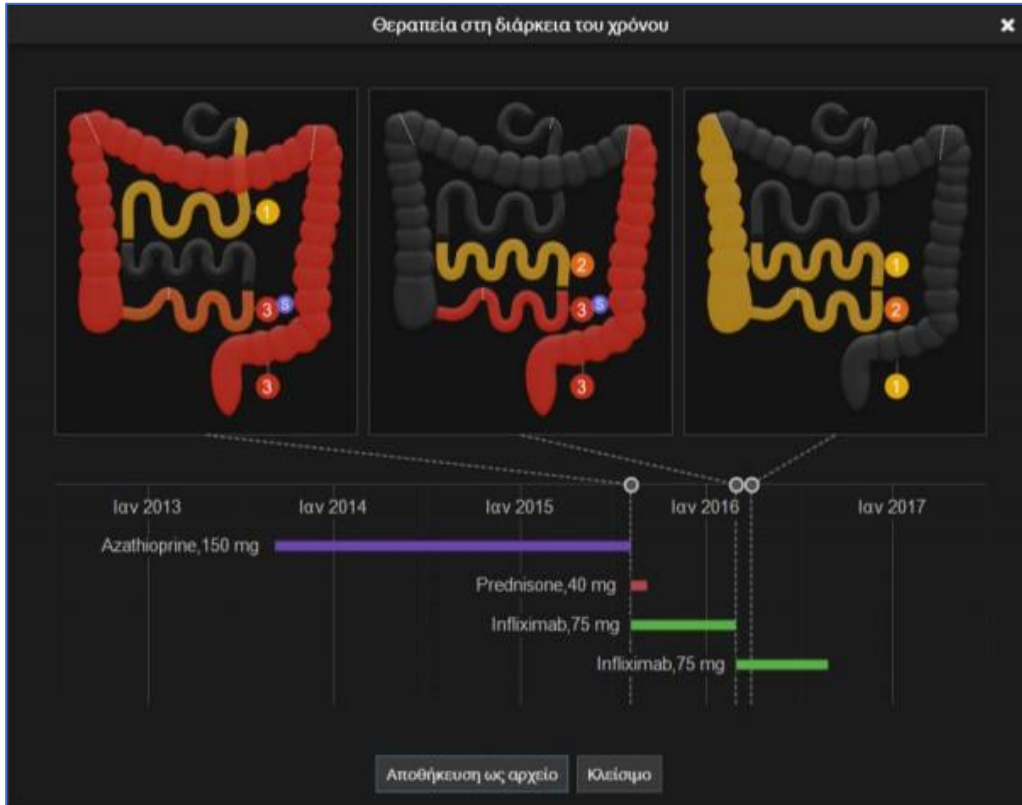 Θεραπεία στη διάρκεια του χρόνου
1
3 S
3
2
3 S
3
1
2
1
Ιαν 2013 Ιαν 2014 Ιαν 2015 Ιαν 2016 Ιαν 2017
Azathioprine,150 mg
Prednisone,40 mg
Infliximab,75 mg
Infliximab,75 mg
Αποθήκευση ως αρχείο Κλείσιμο